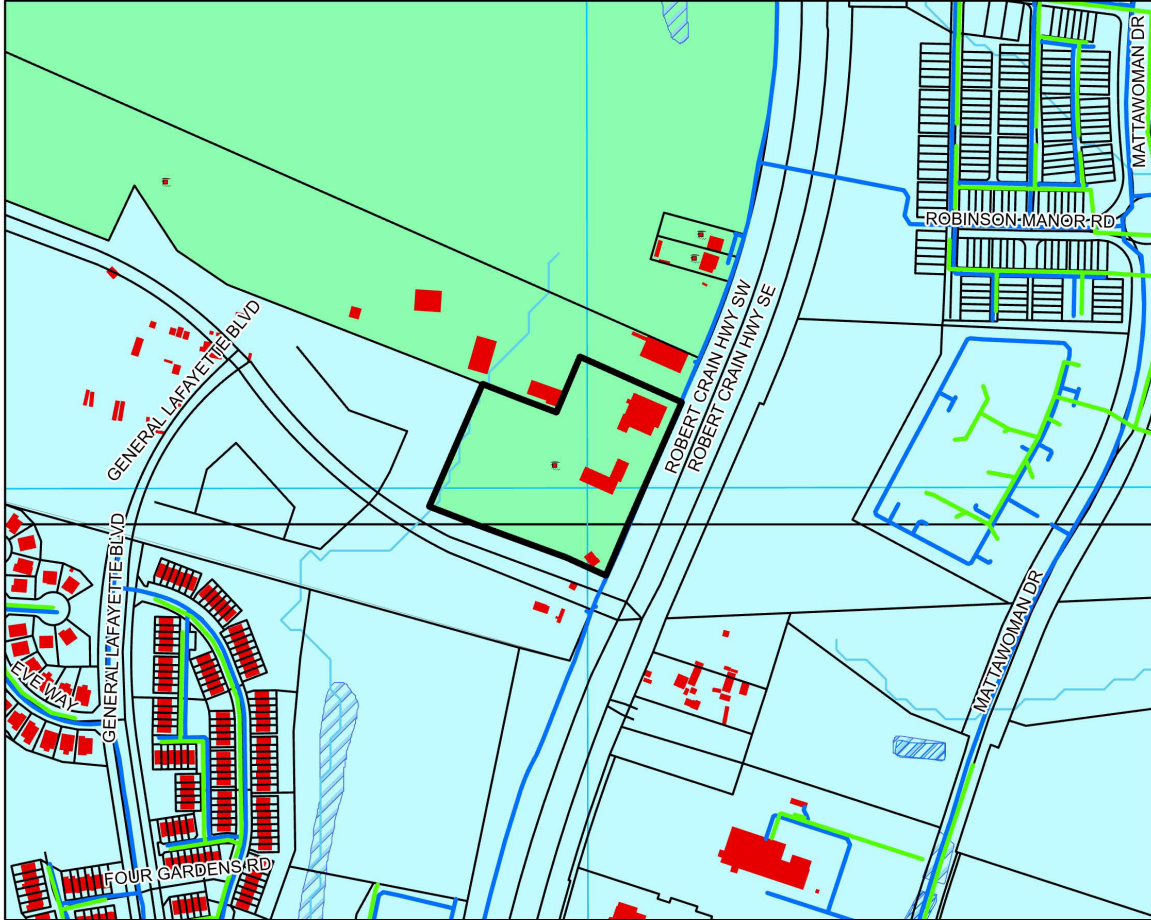 MATTAWOMAN DR
ROBINSON MANOR RD
ROBERT CRAIN HWY SW
ROBERT CRAIN HWY SE
GENERAL LAFAYETTE BLVD
GENERAL LAFAYETTE BLVD
MATTAWOMAN DR
EVE WAY
FOUR GARDENS RD